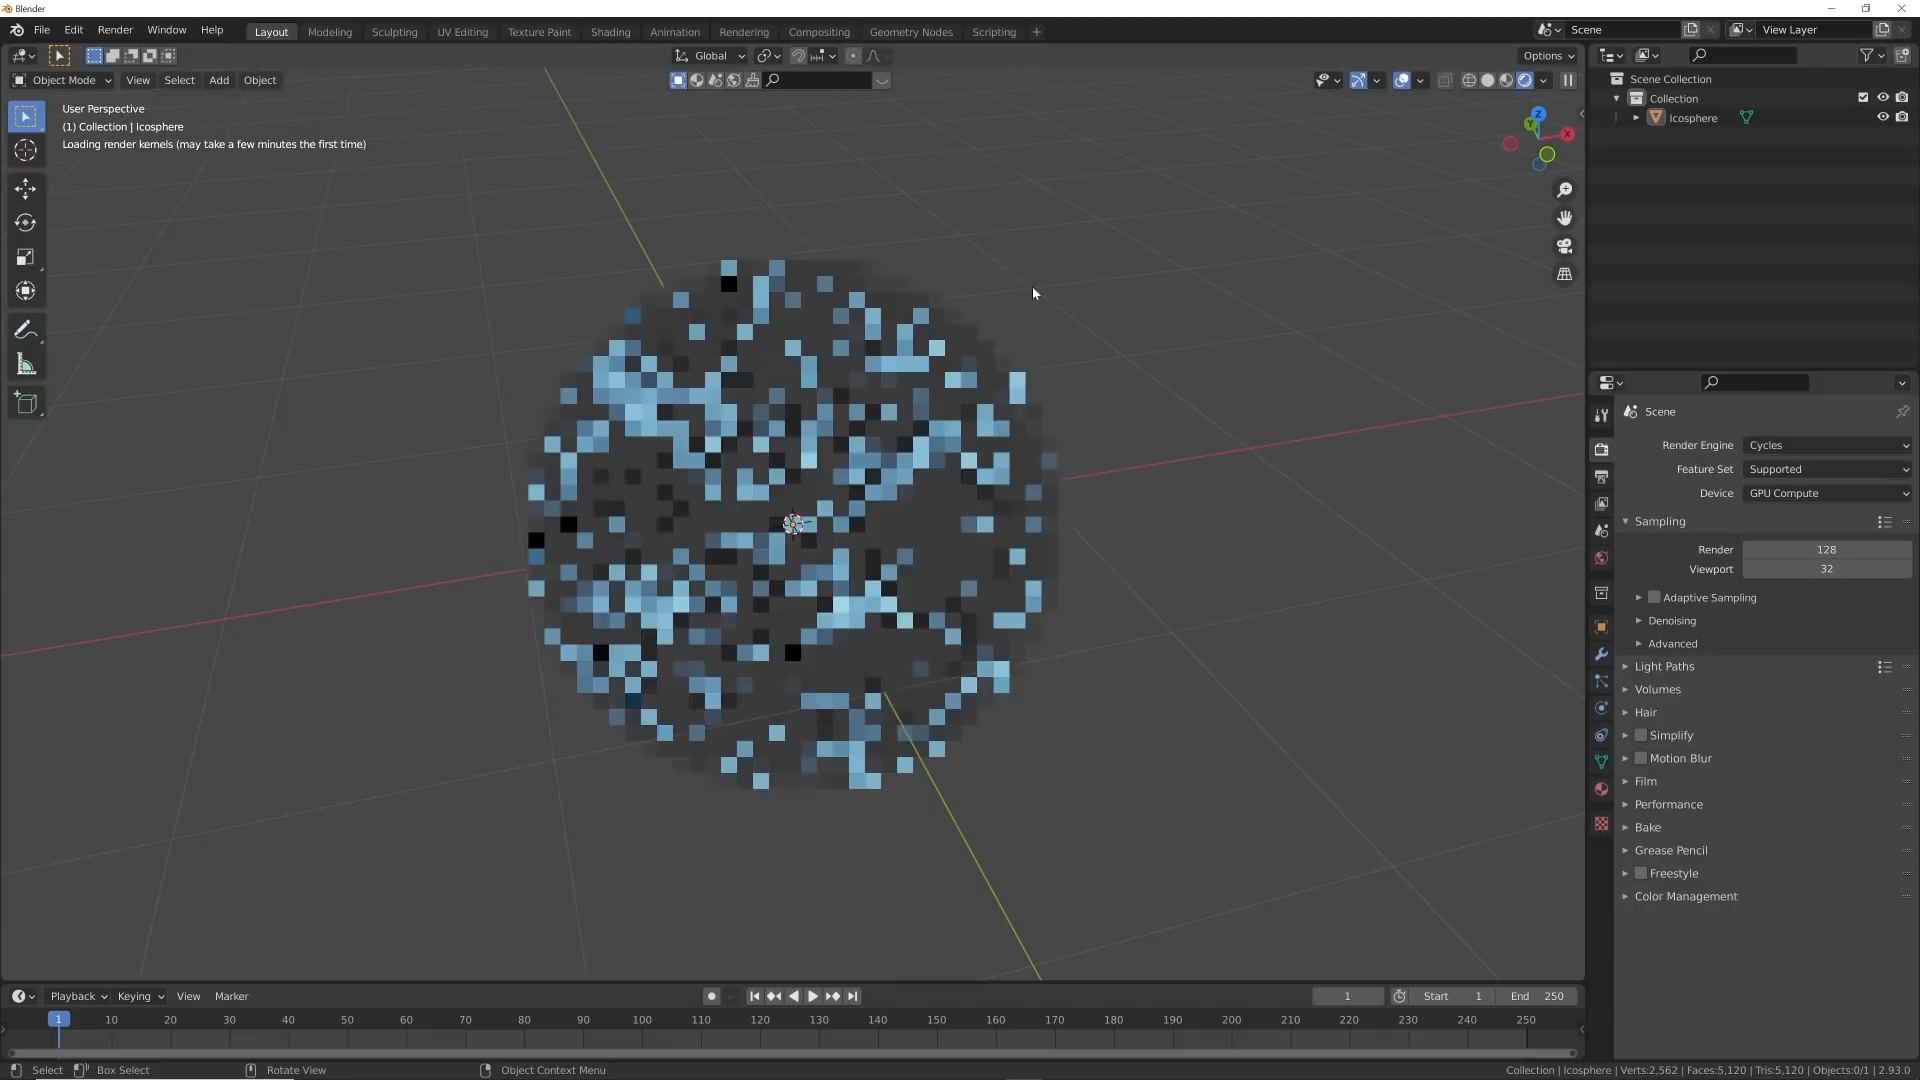 Blender
File Edit Render Window Help
Layout Modeling Sculpting UV Editing Texture Paint Shading Animation Rendering Compositing Geometry Nodes Scripting +
Scene
View Layer
Global
Options
Object Mode View Select Add Object
User Perspective
(1) Collection | Icosphere
Loading render kernels (may take a few minutes the first time)
Z
Y
X
Scene Collection
Collection
Icosphere
Scene
Render Engine Cycles
Feature Set Supported
Device GPU Compute
Sampling
Render 128
Viewport 32
Adaptive Sampling
Denoising
Advanced
Light Paths
Volumes
Hair
Simplify
Motion Blur
Film
Performance
Bake
Grease Pencil
Freestyle
Color Management
Playback Keying View Marker
1 Start 1 End 250
1 10 20 30 40 50 60 70 80 90 100 110 120 130 140 150 160 170 180 190 200 210 220 230 240 250
Select Box Select Rotate View Object Context Menu
Collection | Icosphere | Verts:2,562 | Faces:5,120 | Tris:5,120 | Objects:0/1 | 2.93.0